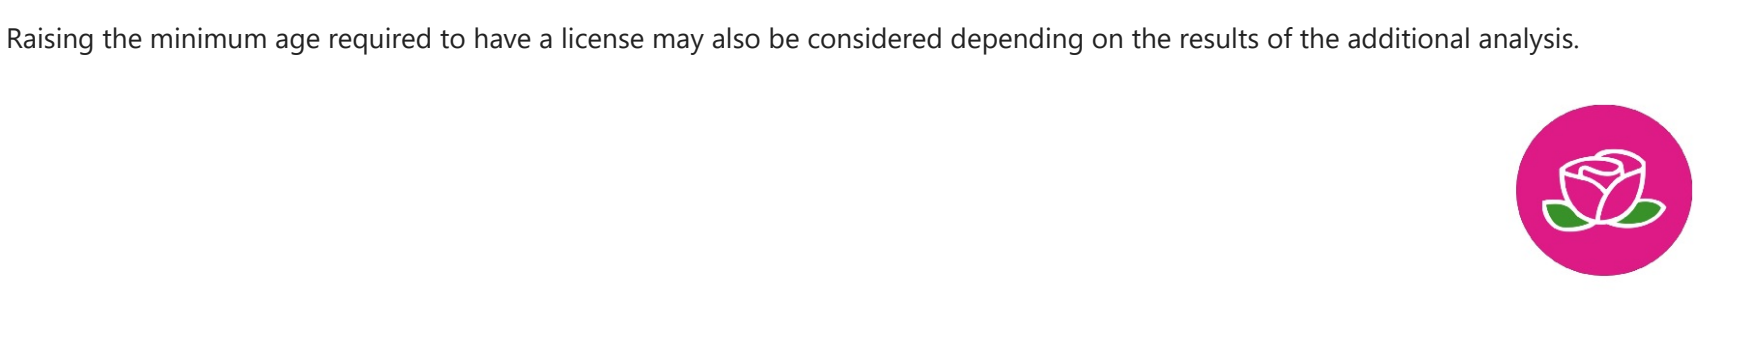 Raising the minimum age required to have a license may also be considered depending on the results of the additional analysis.